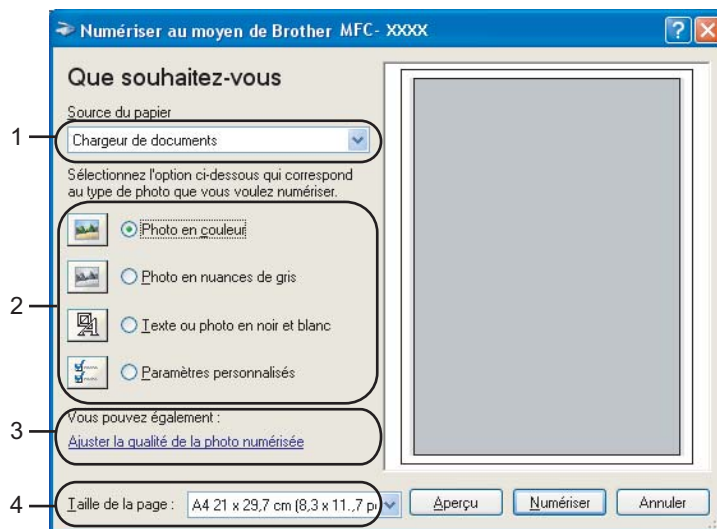 Numériser au moyen de Brother MFC- XXXX
Que souhaitez-vous
Source du papier
1
Chargeur de documents
Sélectionnez l'option ci-dessous qui correspond
au type de photo que vous voulez numériser.
Photo en couleur
Photo en nuances de gris
2
Texte ou photo en noir et blanc
Paramètres personnalisés
Vous pouvez également :
3
Ajuster la qualité de la photo numérisée
4
Taille de la page : A4 21 x 29,7 cm (8,3 x 11.,7 p
Aperçu
Numériser
Annuler